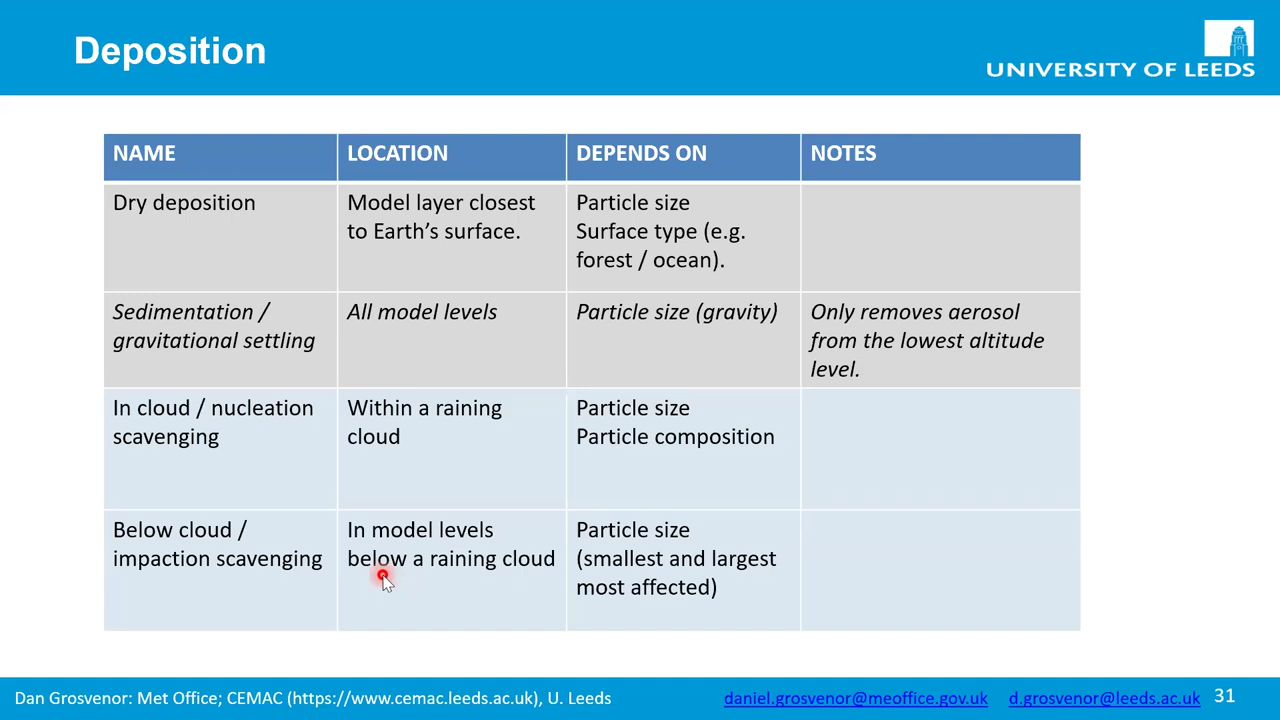 Deposition
UNIVERSITY OF LEEDS
NAME
LOCATION
DEPENDS ON
NOTES
Dry deposition
Model layer closest
to Earth’s surface.
Particle size
Surface type (e.g.
forest / ocean).
Sedimentation /
gravitational settling
All model levels
Particle size (gravity)
Only removes aerosol
from the lowest altitude
level.
In cloud / nucleation
scavenging
Within a raining
cloud
Particle size
Particle composition
Below cloud /
impaction scavenging
In model levels
below a raining cloud
Particle size
(smallest and largest
most affected)
Dan Grosvenor: Met Office; CEMAC (https://www.cemac.leeds.ac.uk), U. Leeds
daniel.grosvenor@meoffice.gov.uk
d.grosvenor@leeds.ac.uk
31